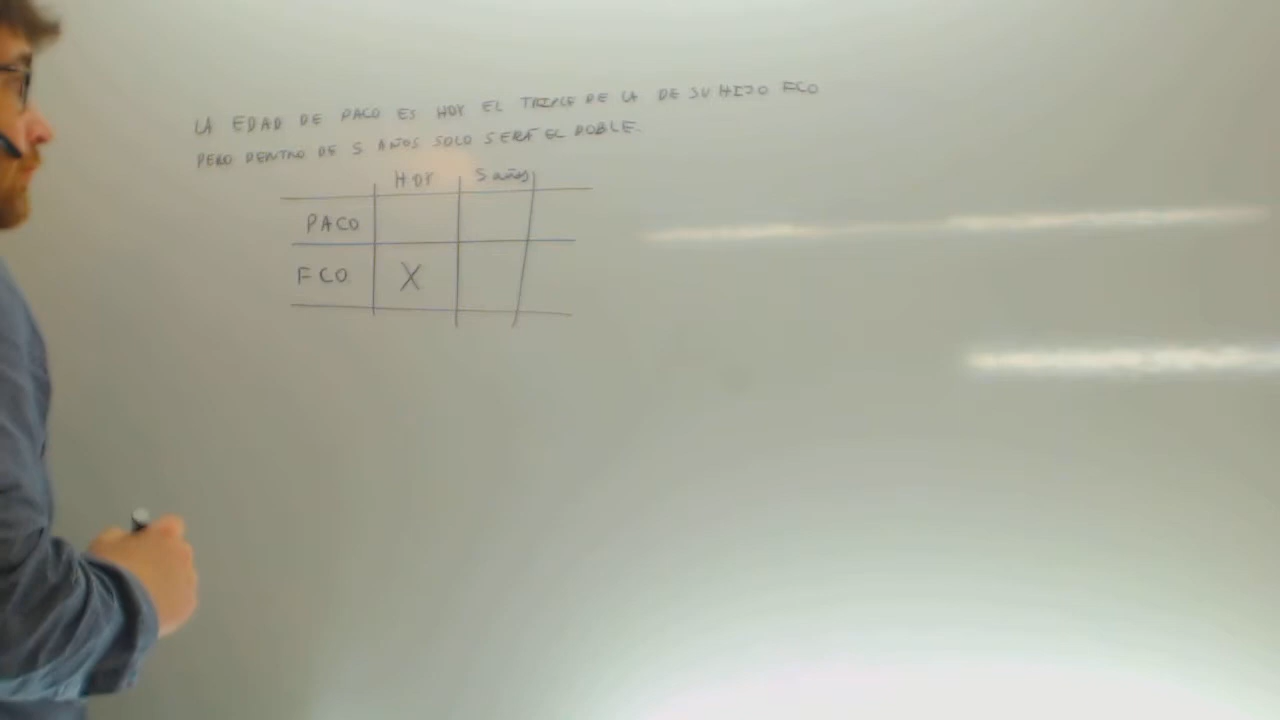 LA EDAD DE PACO ES HOY EL TRIPLE DE LA DE SU HIJO FCO
PERO DENTRO DE 5 AÑOS SOLO SERÁ EL DOBLE.
HOY 5 años
PACO
FCO X